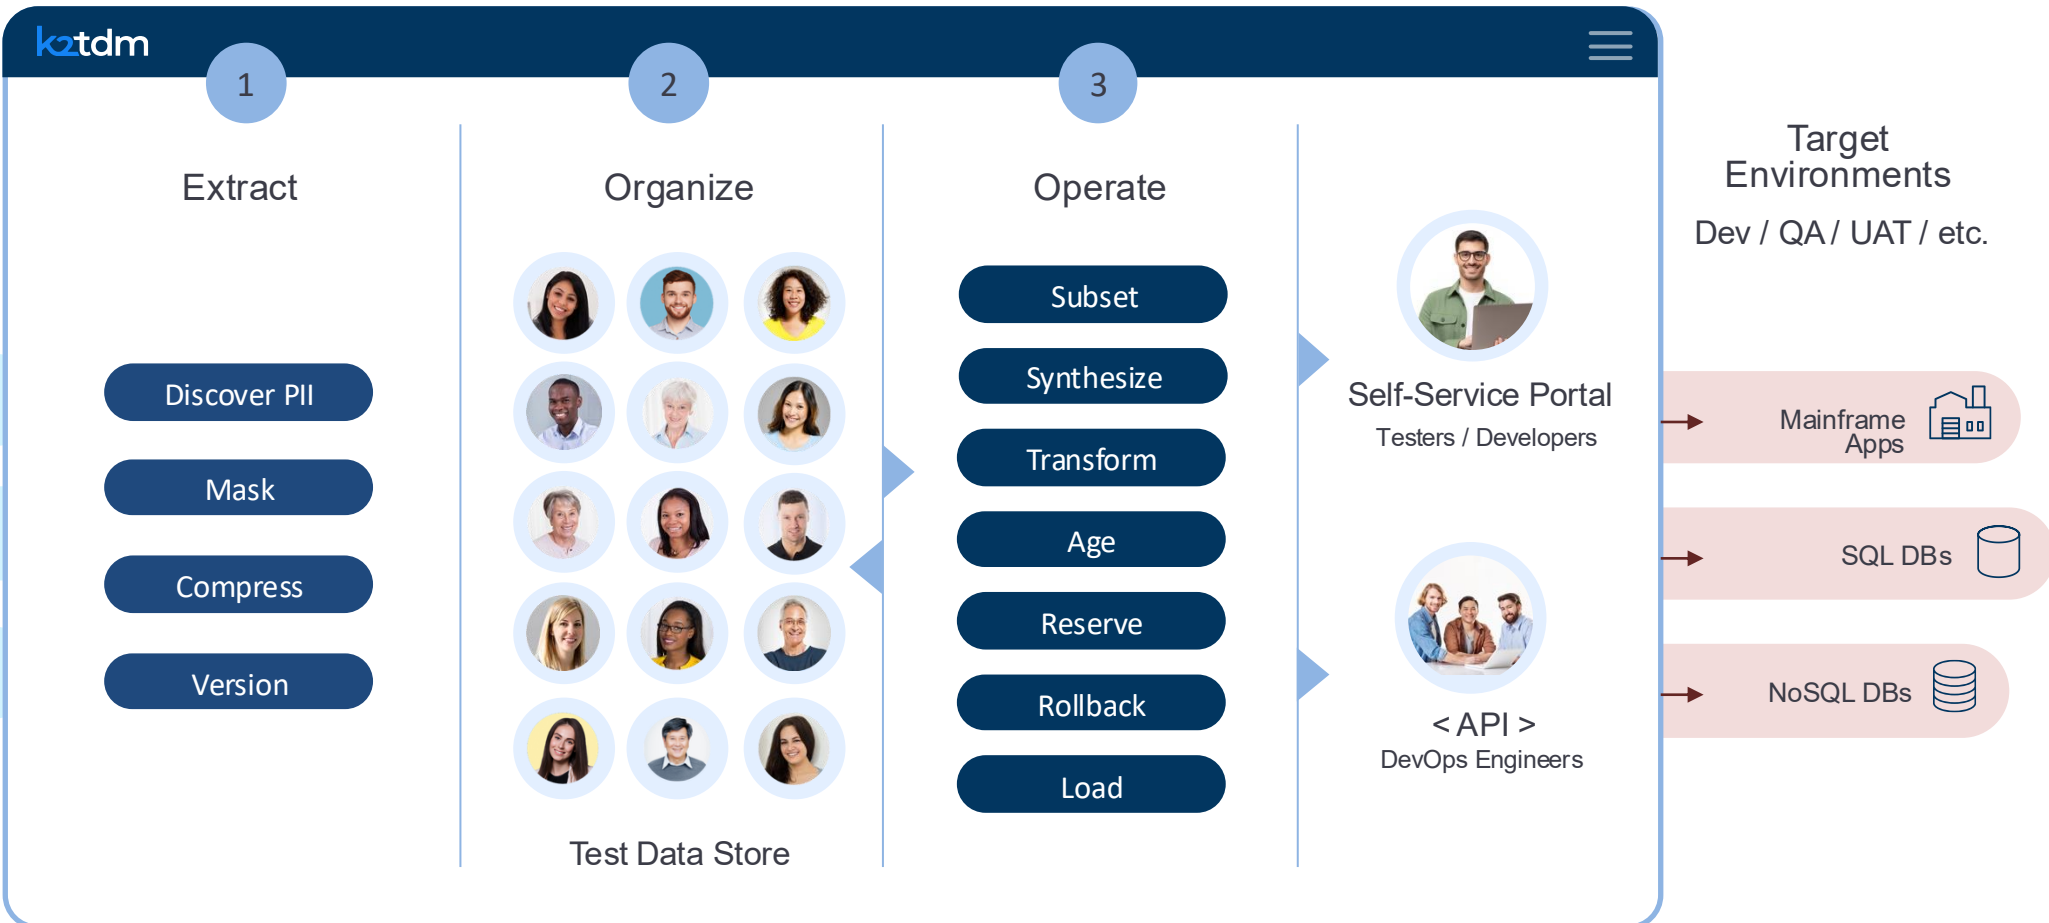 k2tdm
1
2
3
Extract
Discover PII
Mask
Compress
Version
Organize
Test Data Store
Operate
Subset
Synthesize
Transform
Age
Reserve
Rollback
Load
Self-Service Portal
Testers / Developers
< API >
DevOps Engineers
Target
Environments
Dev / QA / UAT / etc.
Mainframe
Apps
SQL DBs
NoSQL DBs